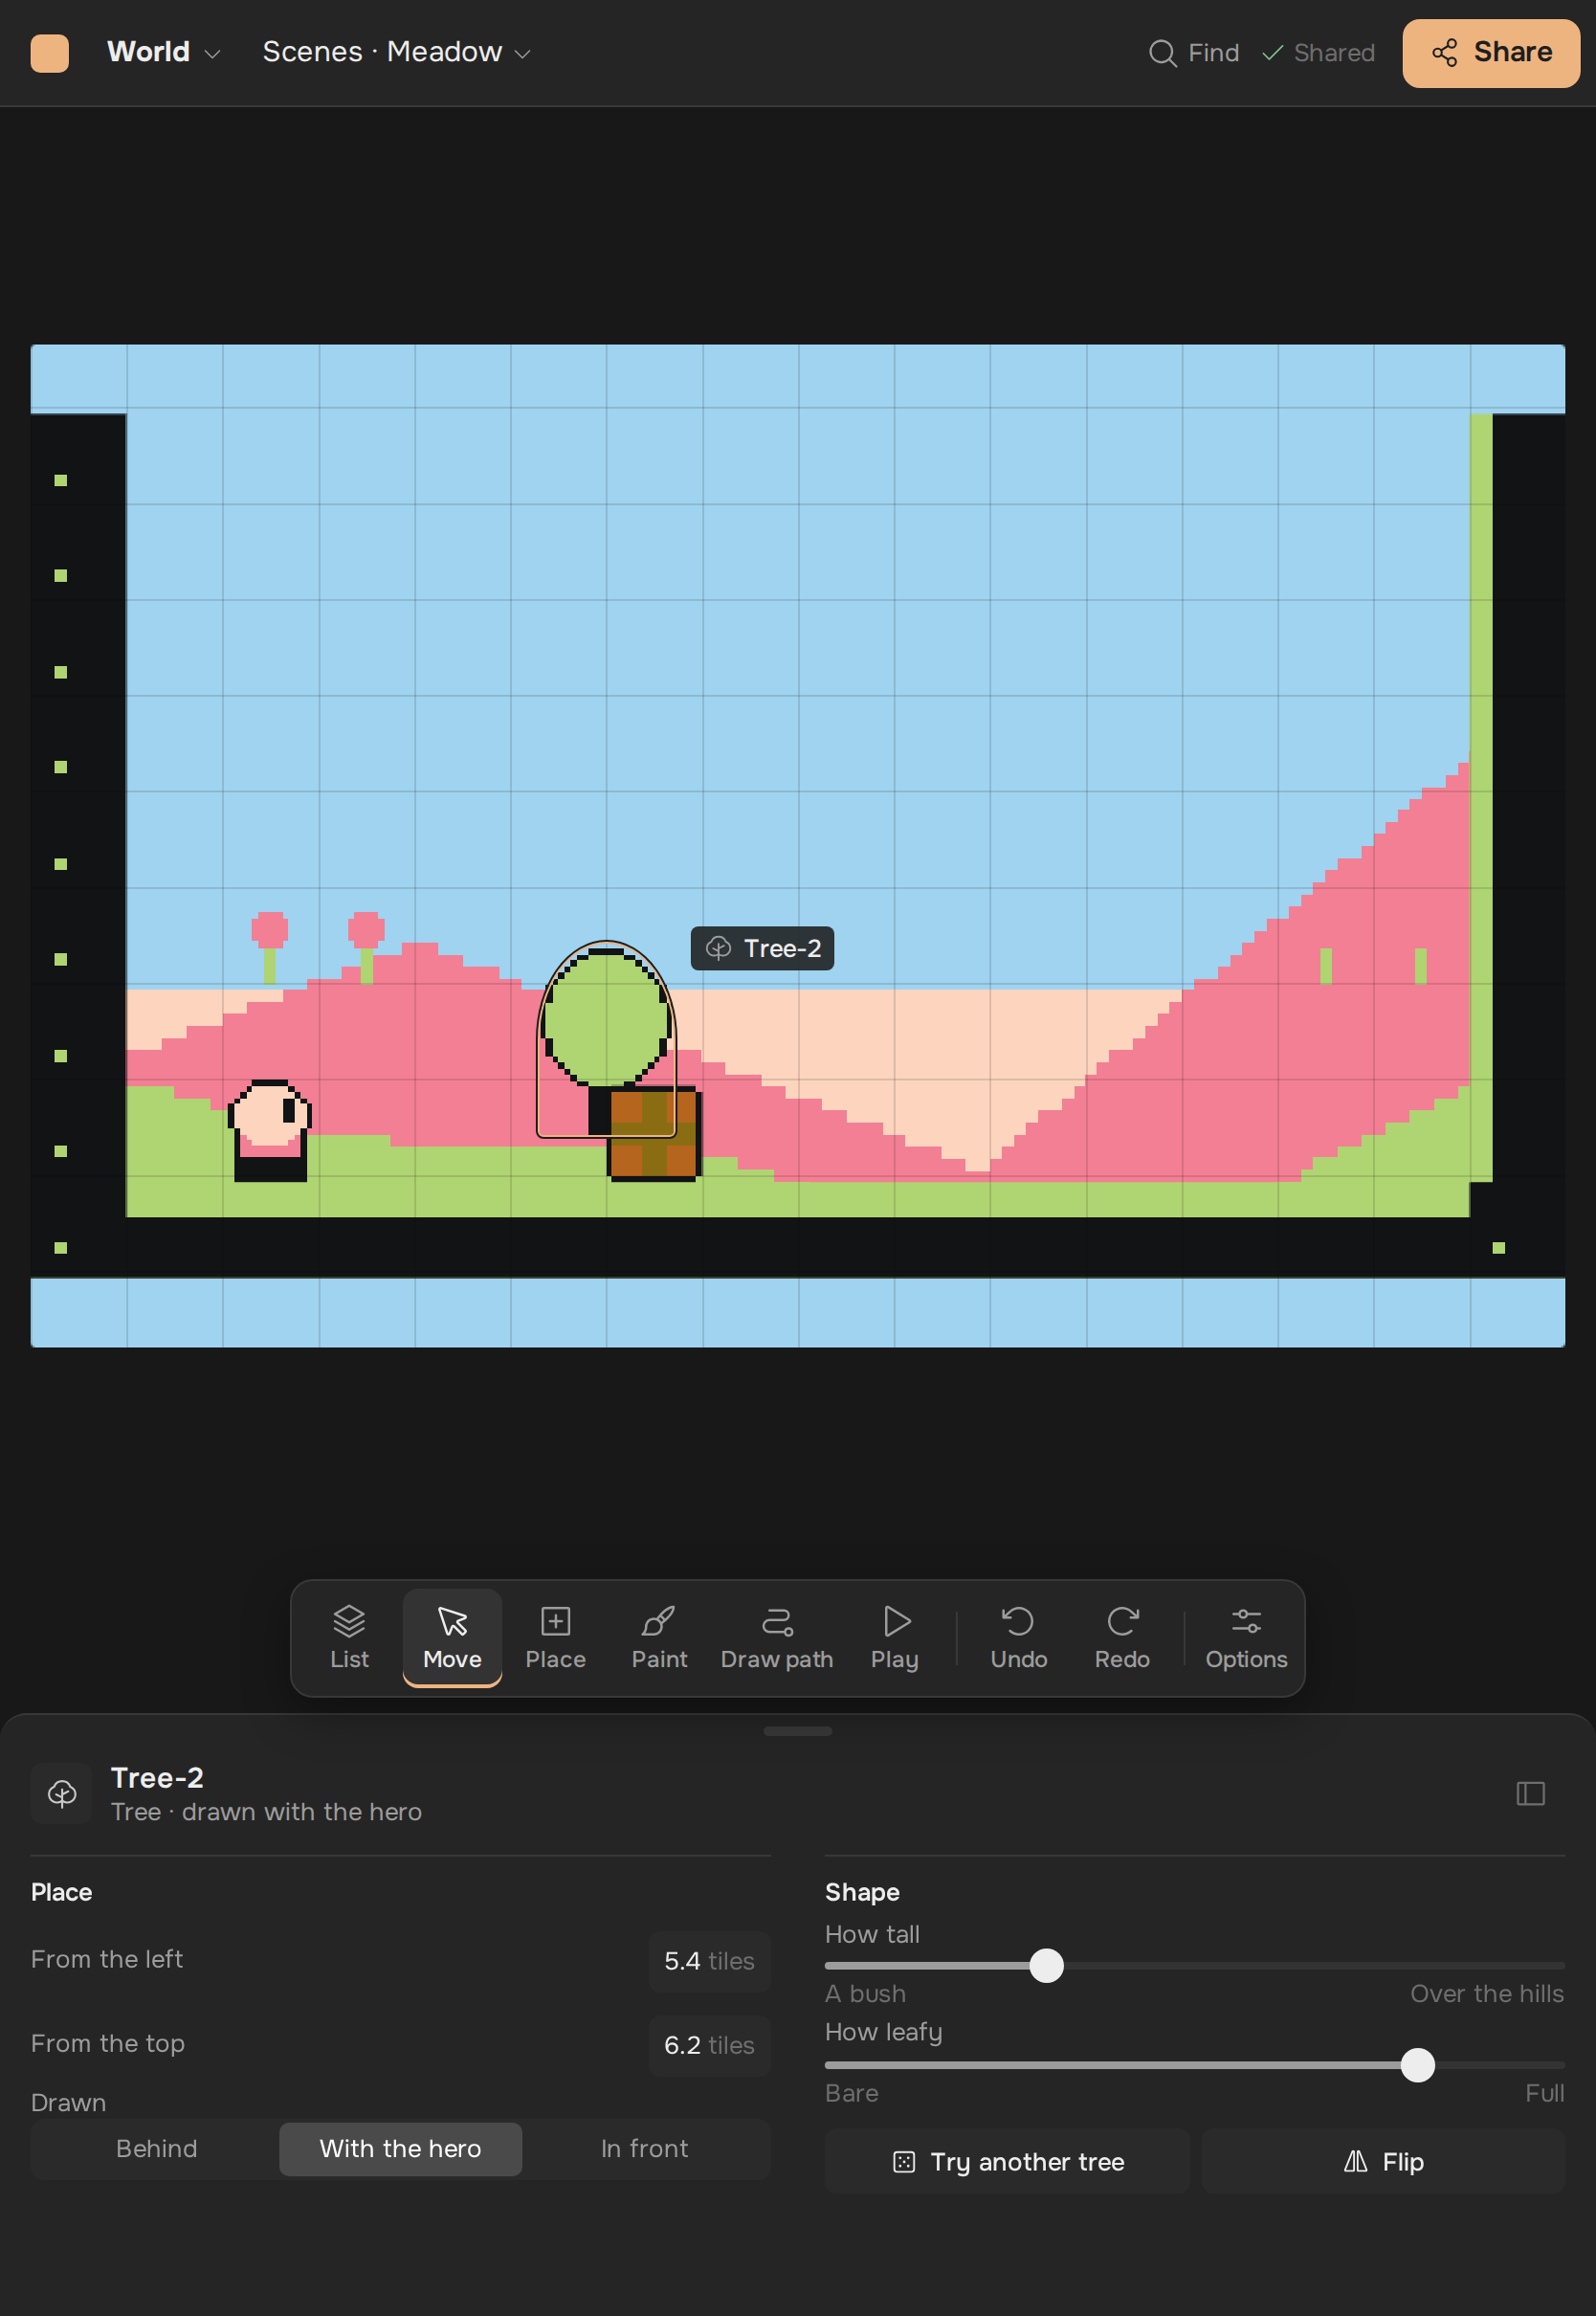 World
Scenes · Meadow
Find
Shared
Share
Tree-2
List
Move
Place
Paint
Draw path
Play
Undo
Redo
Options
Tree-2
Tree · drawn with the hero
Place
From the left
5.4 tiles
From the top
6.2 tiles
Drawn
Behind
With the hero
In front
Shape
How tall
A bush
Over the hills
How leafy
Bare
Full
Try another tree
Flip